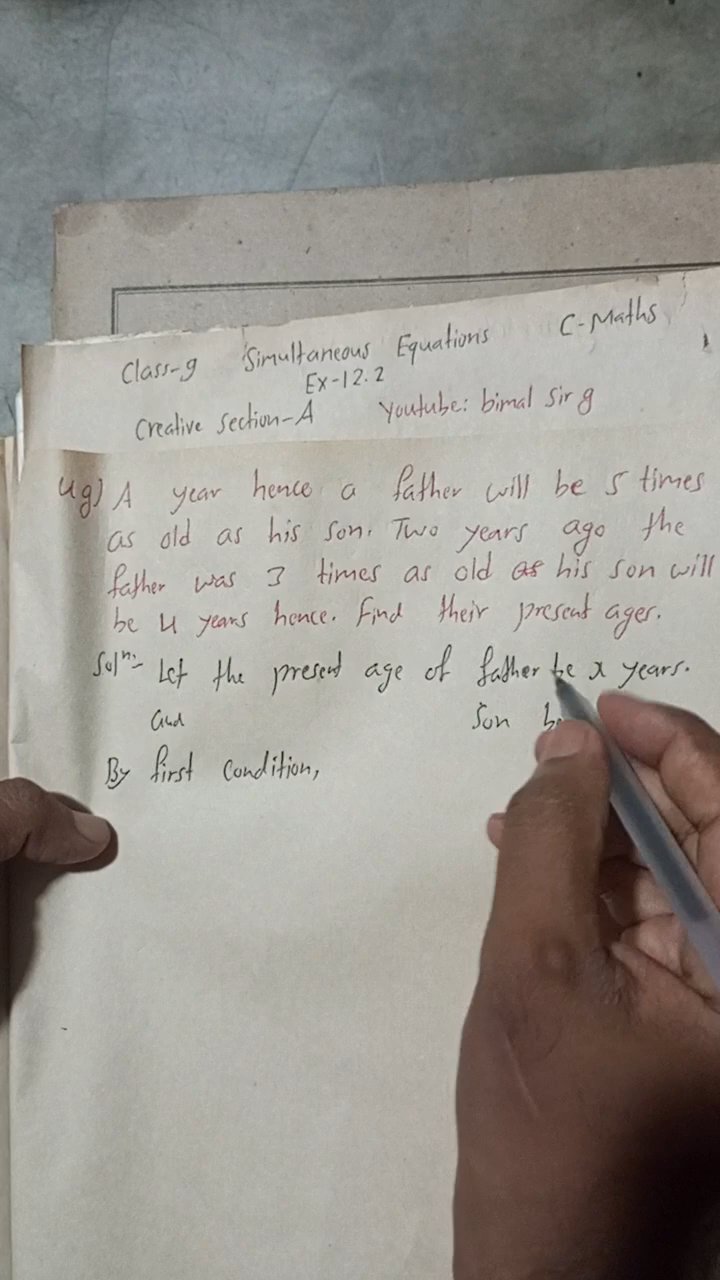 Class-9 Simultaneous Equations C-Maths
Ex-12.2
Creative Section-A Youtube: bimal sir g
4g) A year hence a father will be 5 times
as old as his son. Two years ago the
father was 3 times as old as his son will
be 4 years hence. Find their present ages.
Solⁿ:- Let the present age of father be x years.
and son be
By first condition,